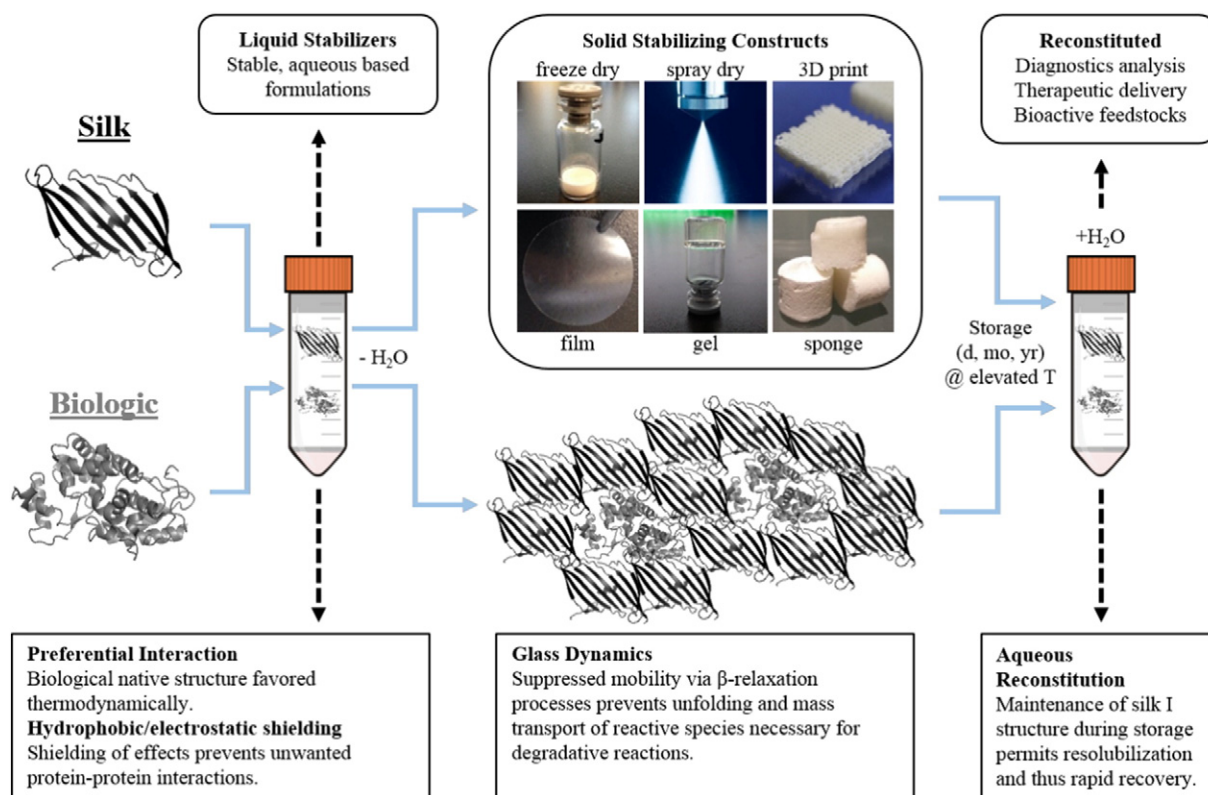 Liquid Stabilizers
Stable, aqueous based
formulations
Solid Stabilizing Constructs
freeze dry
spray dry
3D print
film
gel
sponge
Reconstituted
Diagnostics analysis
Therapeutic delivery
Bioactive feedstocks
Silk
Biologic
- H₂O
Storage
(d, mo, yr)
@ elevated T
+H₂O
Preferential Interaction
Biological native structure favored
thermodynamically.
Hydrophobic/electrostatic shielding
Shielding of effects prevents unwanted
protein-protein interactions.
Glass Dynamics
Suppressed mobility via β-relaxation
processes prevents unfolding and mass
transport of reactive species necessary for
degradative reactions.
Aqueous
Reconstitution
Maintenance of silk I
structure during storage
permits resolubilization
and thus rapid recovery.